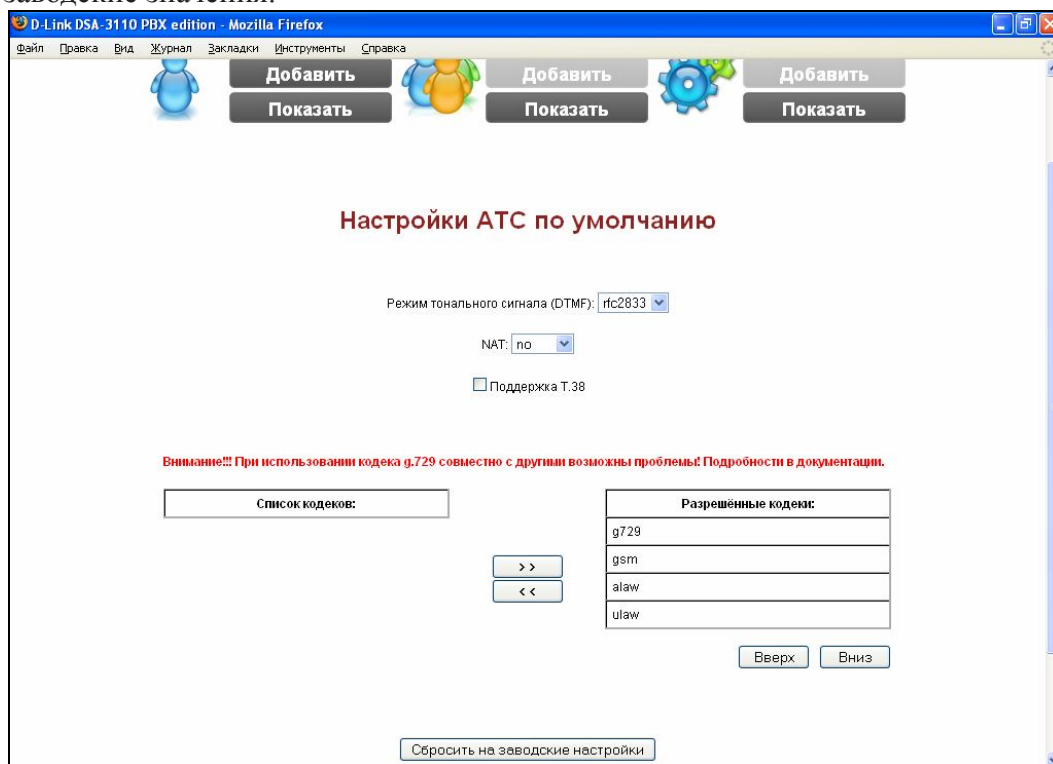 заводские значения.
D-Link DSA-3110 PBX edition - Mozilla Firefox
Файл Правка Вид Журнал Закладки Инструменты Справка
Добавить Добавить Добавить
Показать Показать Показать
Настройки АТС по умолчанию
Режим тонального сигнала (DTMF): rfc2833
NAT: no
Поддержка T.38
Внимание!!! При использовании кодека g.729 совместно с другими возможны проблемы! Подробности в документации.
Список кодеков: Разрешённые кодеки:
g729
>> gsm
<< alaw
ulaw
Вверх Вниз
Сбросить на заводские настройки